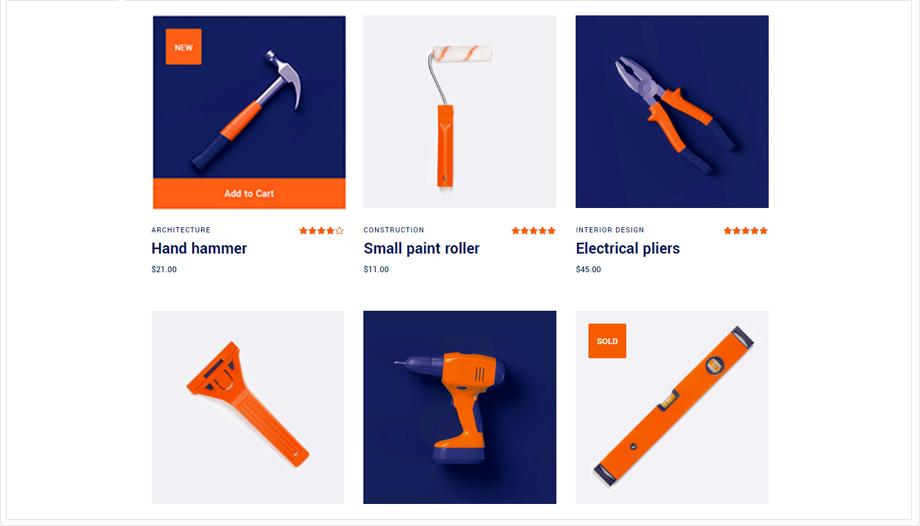 NEW
Add to Cart
ARCHITECTURE
Hand hammer
$21.00
CONSTRUCTION
Small paint roller
$11.00
INTERIOR DESIGN
Electrical pliers
$45.00
SOLD